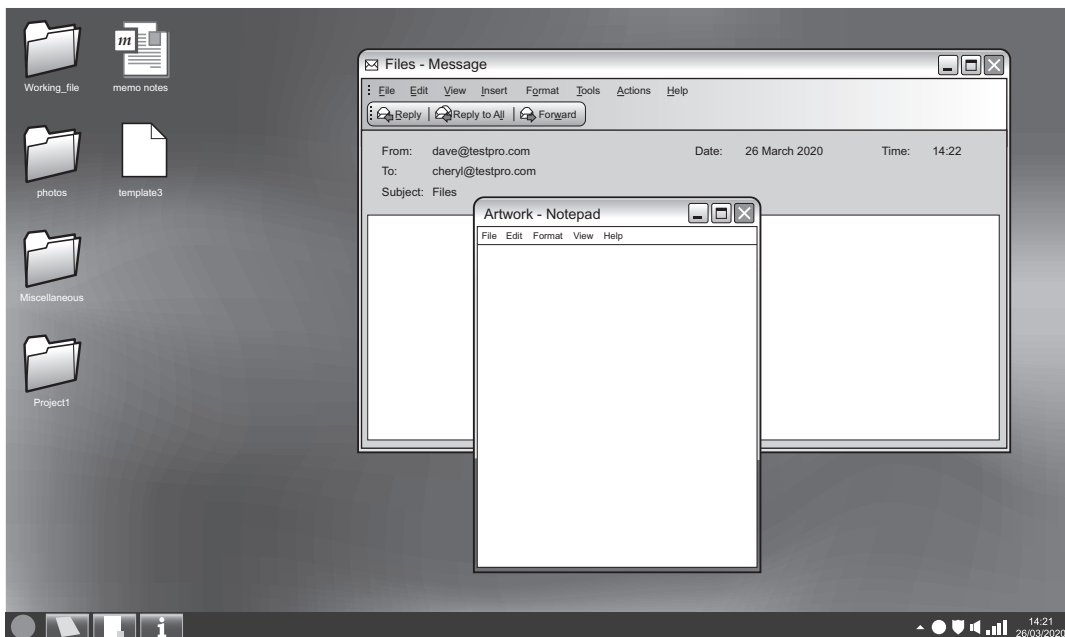 Working_file
memo notes
photos
template3
Miscellaneous
Project1
Files - Message
File Edit View Insert Format Tools Actions Help
Reply Reply to All Forward
From: dave@testpro.com Date: 26 March 2020 Time: 14:22
To: cheryl@testpro.com
Subject: Files
Artwork - Notepad
File Edit Format View Help
m
i
14:21
26/03/2020